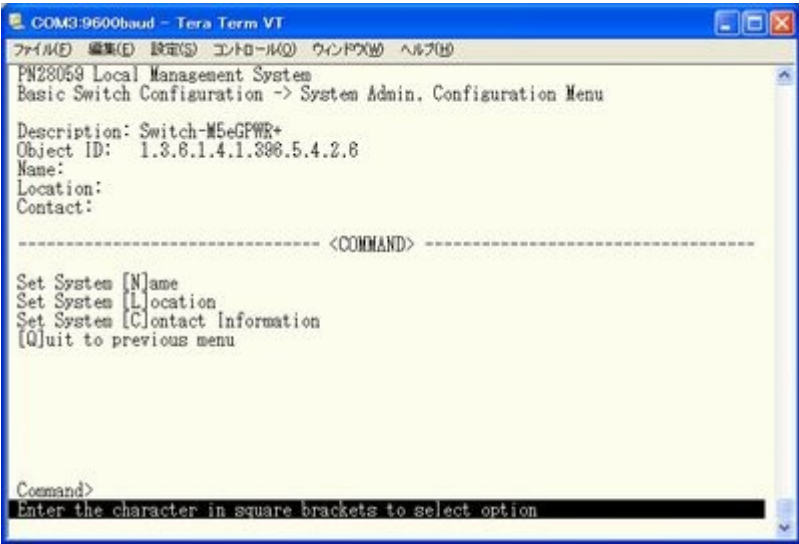 COM3:9600baud - Tera Term VT
ファイル(F) 編集(E) 設定(S) コントロール(O) ウィンドウ(W) ヘルプ(H)
PN28059 Local Management System
Basic Switch Configuration -> System Admin. Configuration Menu
Description: Switch-M5eGPWR+
Object ID: 1.3.6.1.4.1.396.5.4.2.6
Name:
Location:
Contact:
-------------------------------- <COMMAND> -----------------------------------
Set System [N]ame
Set System [L]ocation
Set System [C]ontact Information
[Q]uit to previous menu
Command>
Enter the character in square brackets to select option